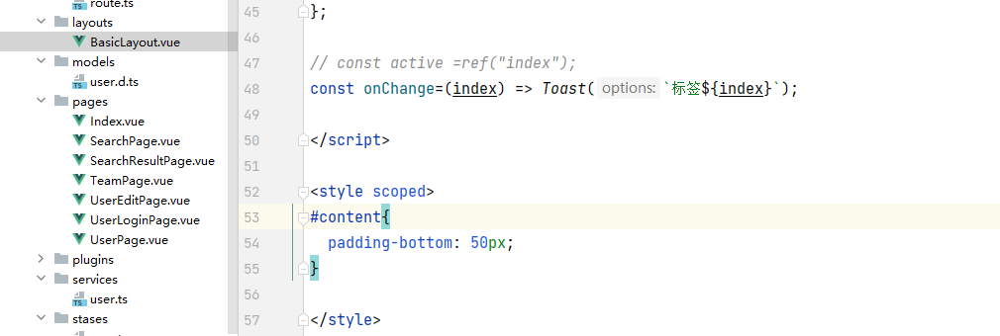 route.ts
layouts
BasicLayout.vue
models
user.d.ts
pages
Index.vue
SearchPage.vue
SearchResultPage.vue
TeamPage.vue
UserEditPage.vue
UserLoginPage.vue
UserPage.vue
plugins
services
user.ts
stases
45 };
46
47 // const active =ref("index");
48 const onChange=(index) => Toast( options: `标签${index}`);
49
50 </script>
51
52 <style scoped>
53 #content{
54 padding-bottom: 50px;
55 }
56
57 </style>